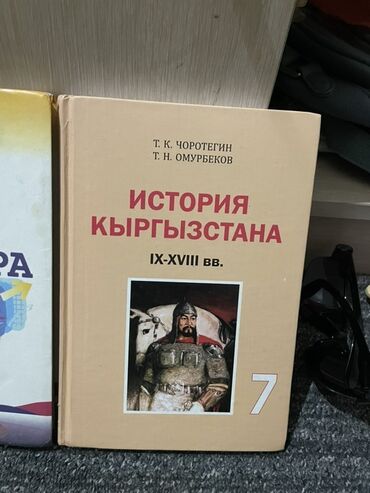 Т. К. ЧОРОТЕГИН
Т. Н. ОМУРБЕКОВ
ИСТОРИЯ
КЫРГЫЗСТАНА
IX-XVIII вв.
7
РА